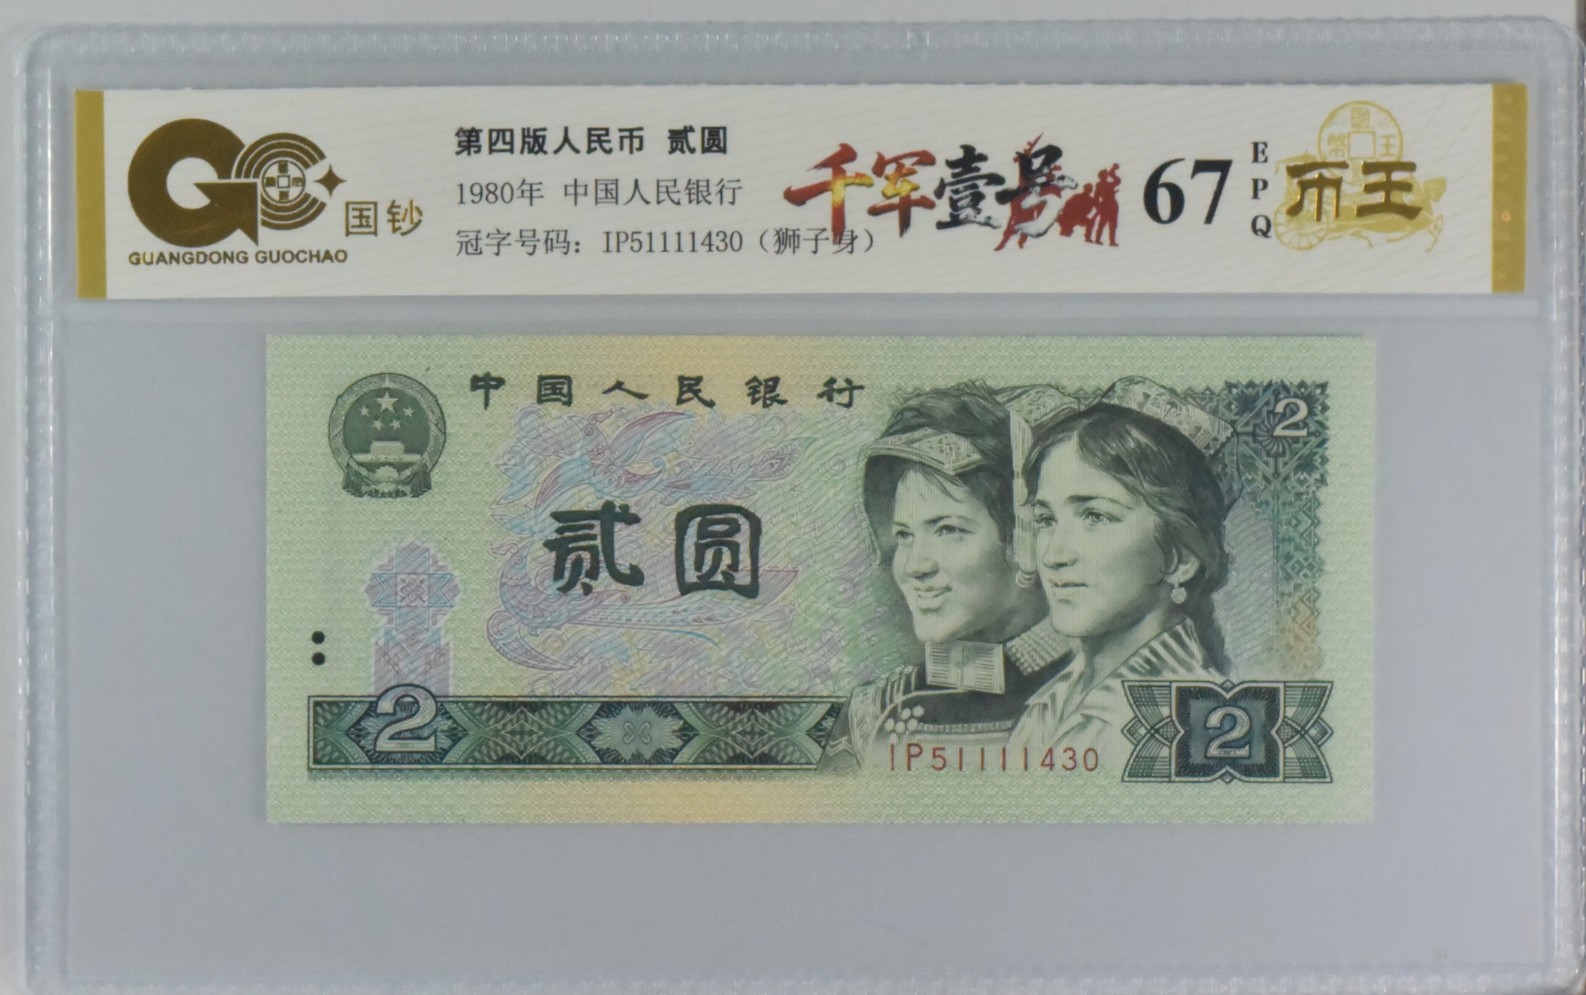 国钞
GUANGDONG GUOCHAO
第四版人民币 贰圆
1980年 中国人民银行
冠字号码：IP51111430（狮子身）
千军壹号
67
EPQ
币王
中国人民银行
2
贰圆
2
IP51111430
2